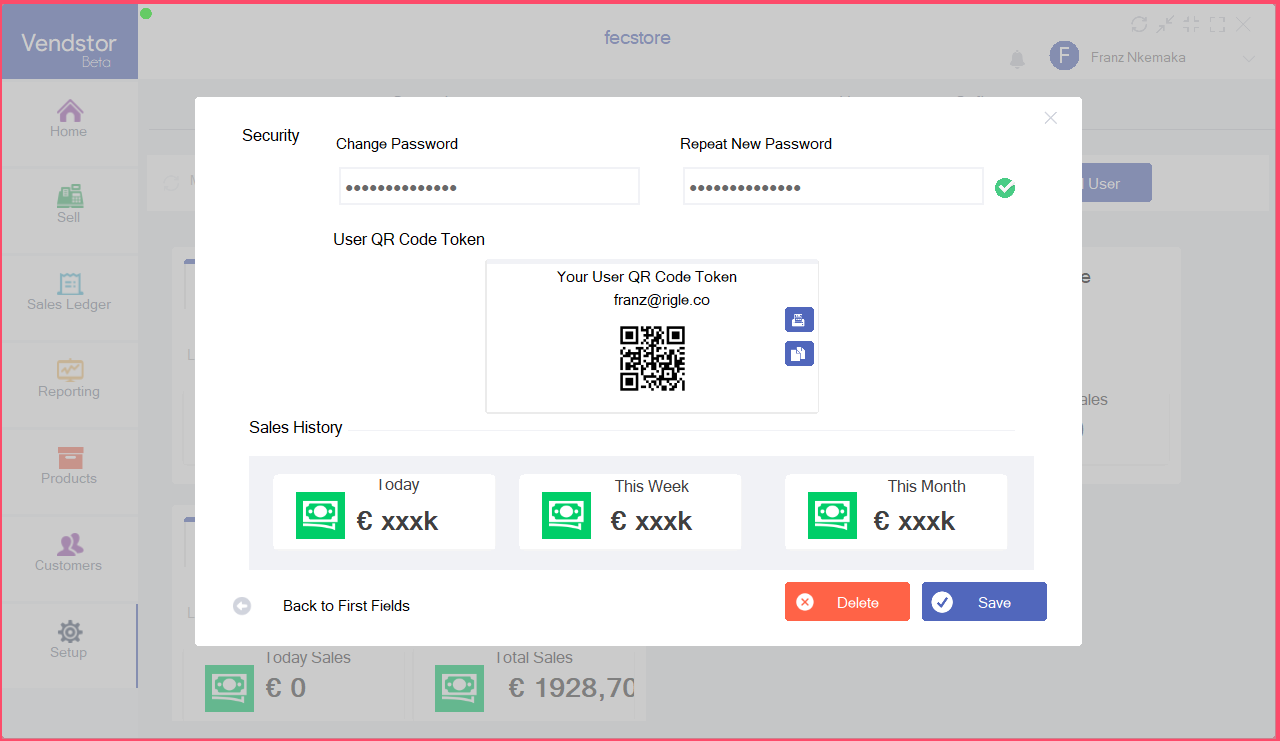 Vendstor
Beta
fecstore
F
Franz Nkemaka
Home
Sell
Sales Ledger
Reporting
Products
Customers
Setup
User
Security
Change Password
Repeat New Password
••••••••••••••
••••••••••••••
User QR Code Token
Your User QR Code Token
franz@rigle.co
Sales History
Today
€ xxxk
This Week
€ xxxk
This Month
€ xxxk
Back to First Fields
Delete
Save
Today Sales
€ 0
Total Sales
€ 1928,70